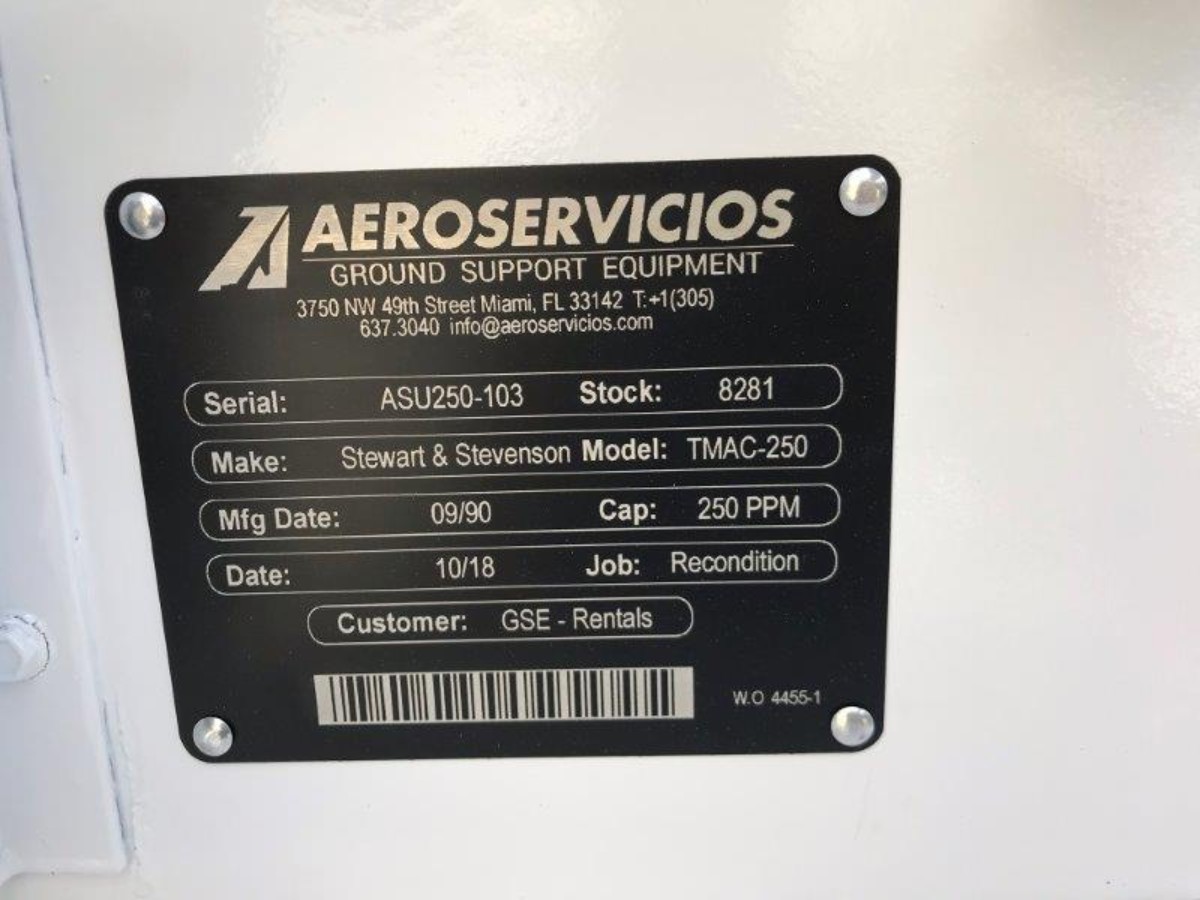 AEROSERVICIOS
GROUND SUPPORT EQUIPMENT
3750 NW 49th Street Miami, FL 33142 T:+1(305)
637.3040 info@aeroservicios.com
Serial: ASU250-103 Stock: 8281
Make: Stewart & Stevenson Model: TMAC-250
Mfg Date: 09/90 Cap: 250 PPM
Date: 10/18 Job: Recondition
Customer: GSE - Rentals
W.O 4455-1